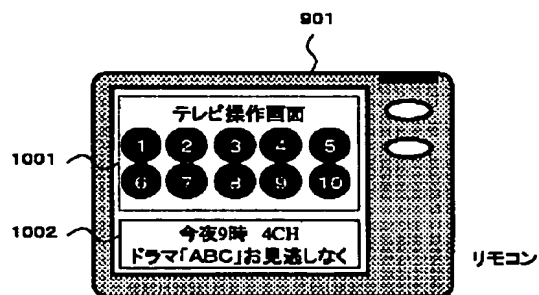 901
テレビ操作画面
1 2 3 4 5
1001
6 7 8 9 10
1002
今夜9時 4CH
ドラマ「ABC」お見逃しなく
リモコン